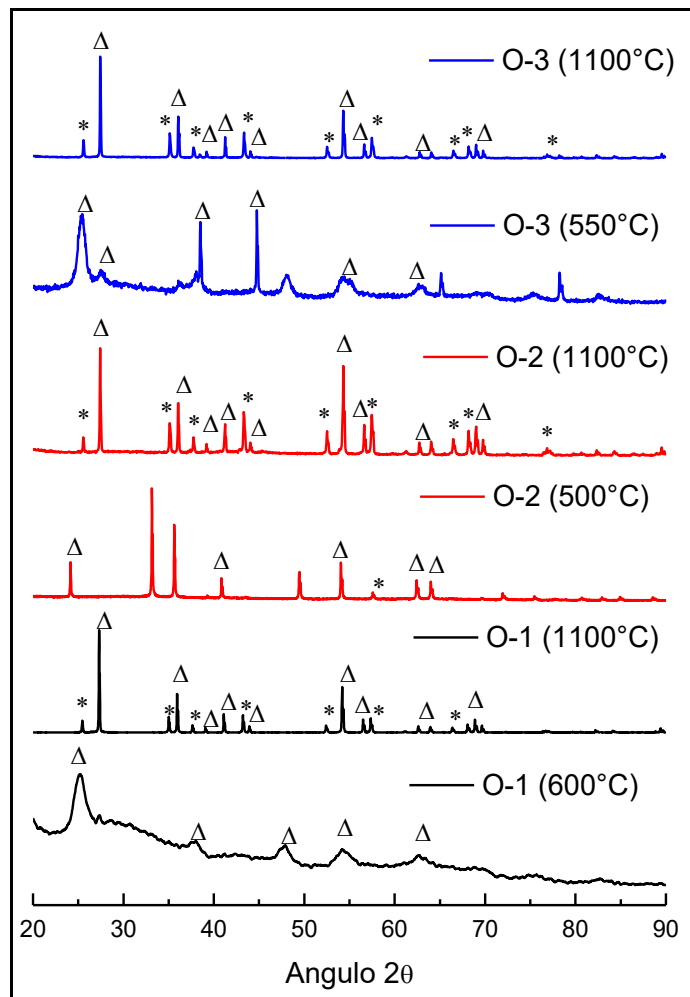 O-3 (1100°C)
Δ
* * Δ * Δ Δ * Δ * Δ Δ * Δ * * Δ *
O-3 (550°C)
Δ Δ Δ Δ Δ Δ
O-2 (1100°C)
Δ
* * Δ * Δ Δ * Δ * Δ Δ * Δ * * Δ *
O-2 (500°C)
Δ Δ Δ * Δ Δ
O-1 (1100°C)
Δ
* * Δ * Δ Δ * Δ * Δ Δ * Δ * Δ
O-1 (600°C)
Δ Δ Δ Δ Δ
20 30 40 50 60 70 80 90
Angulo 2θ